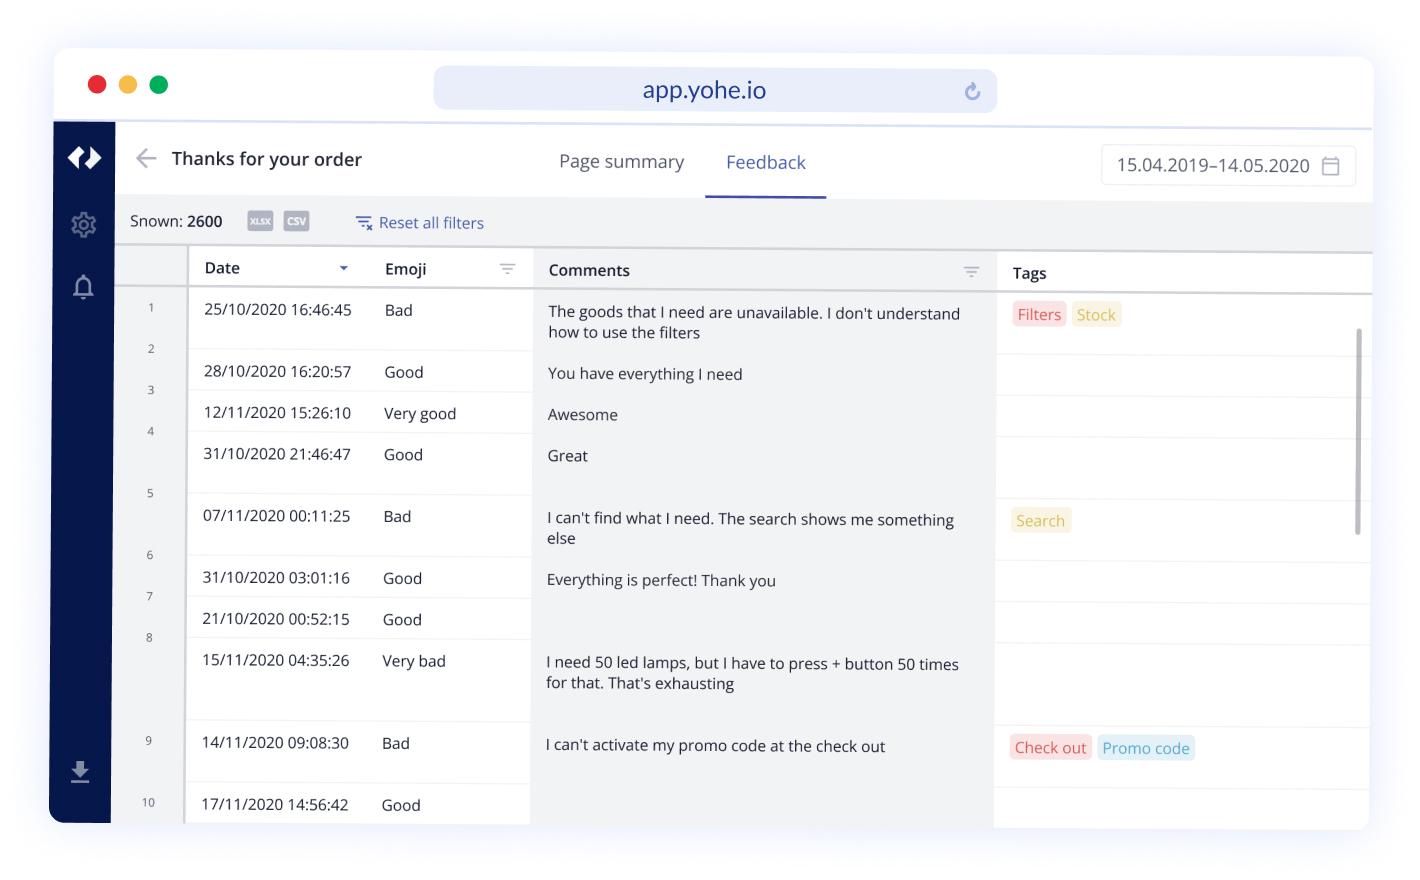 app.yohe.io
Thanks for your order
Page summary
Feedback
15.04.2019–14.05.2020
Snown: 2600
XLSX
CSV
Reset all filters
Date
Emoji
Comments
Tags
1
25/10/2020 16:46:45
Bad
The goods that I need are unavailable. I don't understand
how to use the filters
Filters
Stock
2
28/10/2020 16:20:57
Good
You have everything I need
3
12/11/2020 15:26:10
Very good
Awesome
4
31/10/2020 21:46:47
Good
Great
5
07/11/2020 00:11:25
Bad
I can't find what I need. The search shows me something
else
Search
6
31/10/2020 03:01:16
Good
Everything is perfect! Thank you
7
21/10/2020 00:52:15
Good
8
15/11/2020 04:35:26
Very bad
I need 50 led lamps, but I have to press + button 50 times
for that. That's exhausting
9
14/11/2020 09:08:30
Bad
I can't activate my promo code at the check out
Check out
Promo code
10
17/11/2020 14:56:42
Good